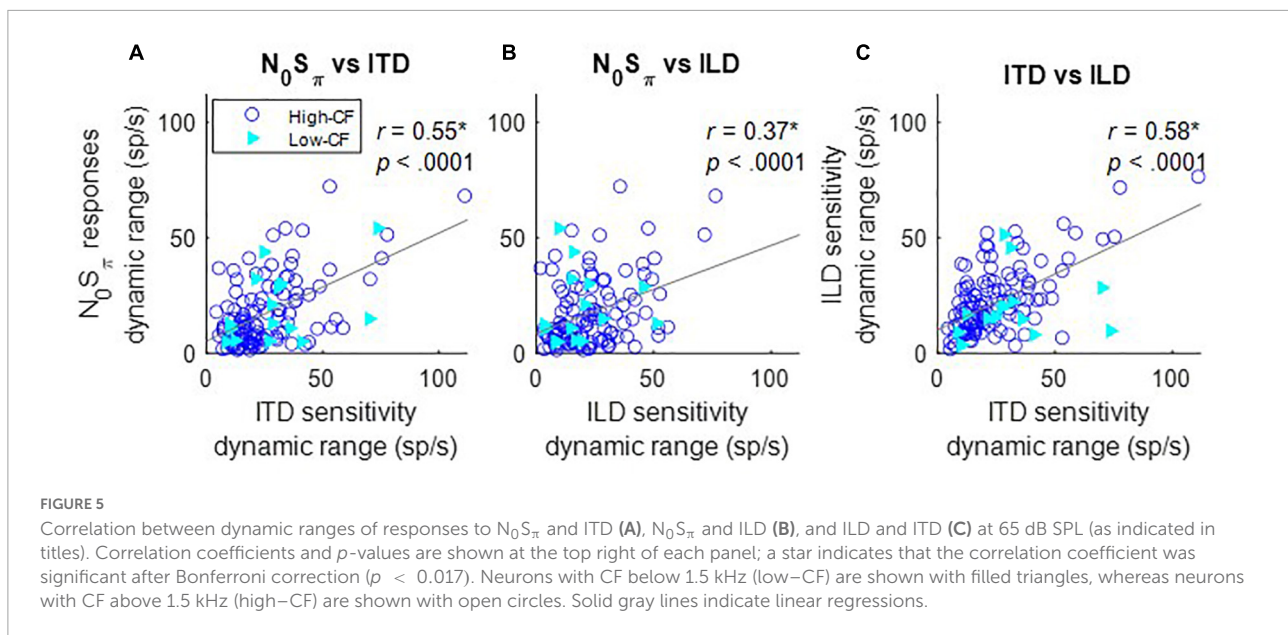 A
N₀Sπ vs ITD
N₀Sπ responses
dynamic range (sp/s)
100
50
0
High-CF
Low-CF
r = 0.55*
p < .0001
0 50 100
ITD sensitivity
dynamic range (sp/s)
B
N₀Sπ vs ILD
100
50
0
r = 0.37*
p < .0001
0 50 100
ILD sensitivity
dynamic range (sp/s)
C
ITD vs ILD
ILD sensitivity
dynamic range (sp/s)
100
50
0
r = 0.58*
p < .0001
0 50 100
ITD sensitivity
dynamic range (sp/s)
FIGURE 5
Correlation between dynamic ranges of responses to N₀Sπ and ITD (A), N₀Sπ and ILD (B), and ILD and ITD (C) at 65 dB SPL (as indicated in
titles). Correlation coefficients and p-values are shown at the top right of each panel; a star indicates that the correlation coefficient was
significant after Bonferroni correction (p < 0.017). Neurons with CF below 1.5 kHz (low–CF) are shown with filled triangles, whereas neurons
with CF above 1.5 kHz (high–CF) are shown with open circles. Solid gray lines indicate linear regressions.